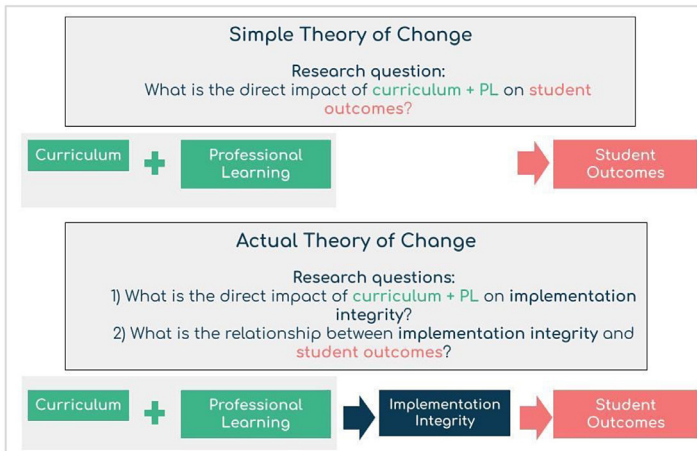 Simple Theory of Change
Research question:
What is the direct impact of curriculum + PL on student
outcomes?
Curriculum
Professional
Learning
Student
Outcomes
Actual Theory of Change
Research questions:
1) What is the direct impact of curriculum + PL on implementation
integrity?
2) What is the relationship between implementation integrity and
student outcomes?
Curriculum
Professional
Learning
Implementation
Integrity
Student
Outcomes